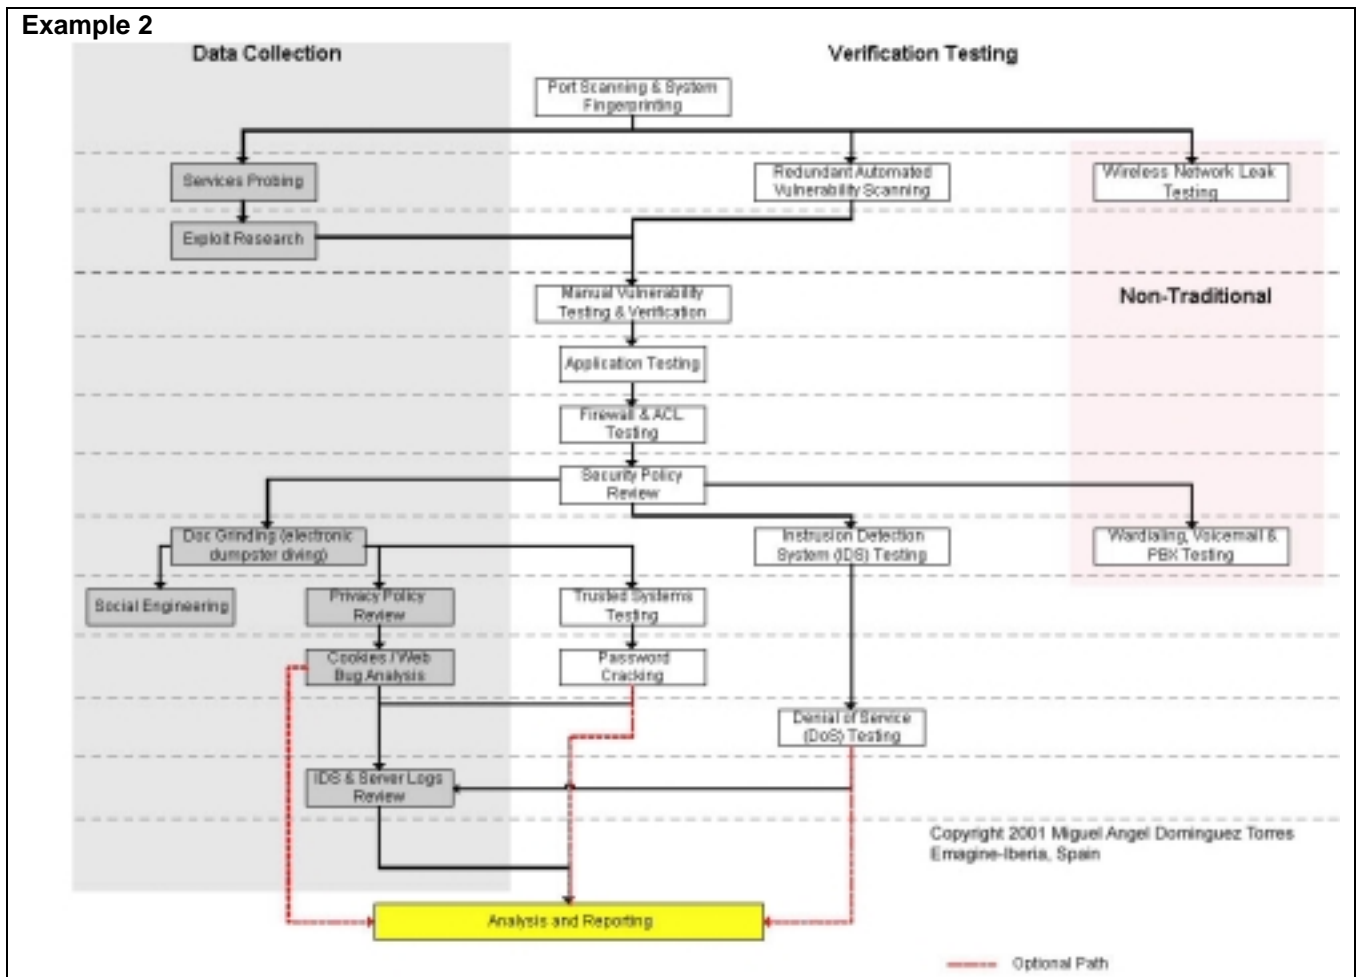 Example 2
Data Collection
Verification Testing
Port Scanning & System
Fingerprinting
Services Probing
Redundant Automated
Vulnerability Scanning
Wireless Network Leak
Testing
Exploit Research
Manual Vulnerability
Testing & Verification
Non-Traditional
Application Testing
Firewall & ACL
Testing
Security Policy
Review
Doc Grinding (electronic
dumpster diving)
Instrusion Detection
System (IDS) Testing
Wardialing, Voicemail &
PBX Testing
Social Engineering
Privacy Policy
Review
Trusted Systems
Testing
Cookies / Web
Bug Analysis
Password
Cracking
Denial of Service
(DoS) Testing
IDS & Server Logs
Review
Copyright 2001 Miguel Angel Dominguez Torres
Emagine-Iberia, Spain
Analysis and Reporting
Optional Path